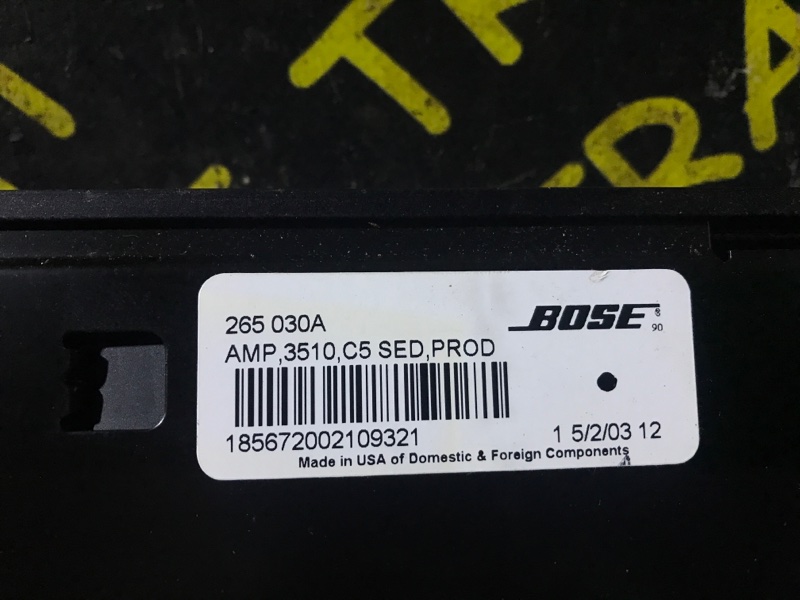 265 030A
BOSE®
90
AMP,3510,C5 SED,PROD
185672002109321
1 5/2/03 12
Made in USA of Domestic & Foreign Components